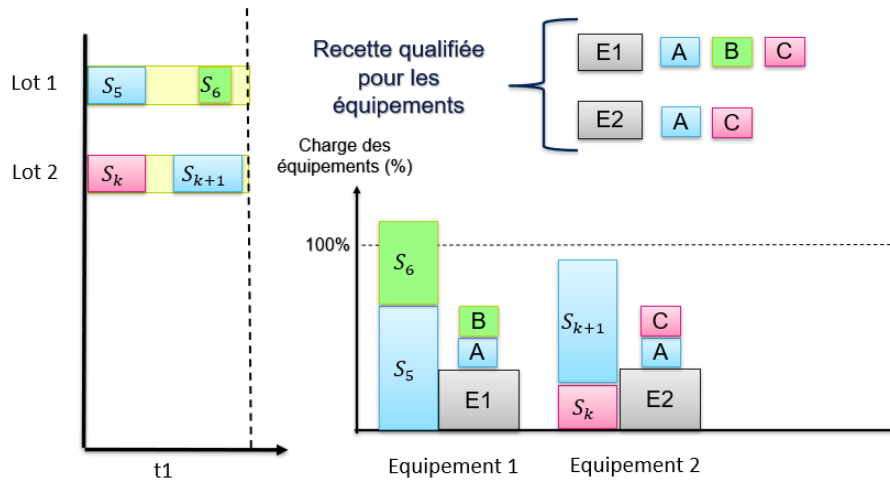 Recette qualifiée
pour les
équipements
E1 A B C
E2 A C
Lot 1 S5 S6
Lot 2 Sk Sk+1
t1
Charge des
équipements (%)
100%
S6
S5
B
A
E1
Sk+1
Sk
C
A
E2
Equipement 1 Equipement 2